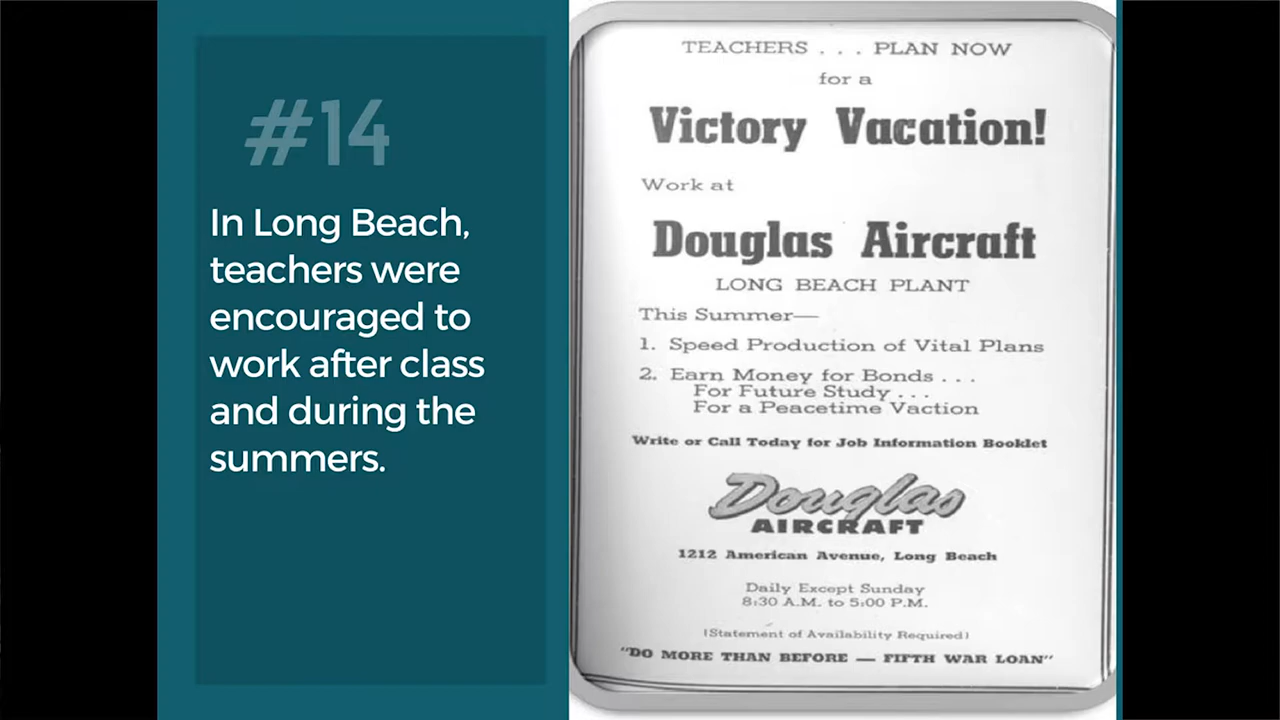 #14
In Long Beach,
teachers were
encouraged to
work after class
and during the
summers.
TEACHERS . . . PLAN NOW
for a
Victory Vacation!
Work at
Douglas Aircraft
LONG BEACH PLANT
This Summer—
1. Speed Production of Vital Plans
2. Earn Money for Bonds . . .
For Future Study . . .
For a Peacetime Vaction
Write or Call Today for Job Information Booklet
Douglas
AIRCRAFT
1212 American Avenue, Long Beach
Daily Except Sunday
8:30 A.M. to 5:00 P.M.
(Statement of Availability Required)
"DO MORE THAN BEFORE — FIFTH WAR LOAN"